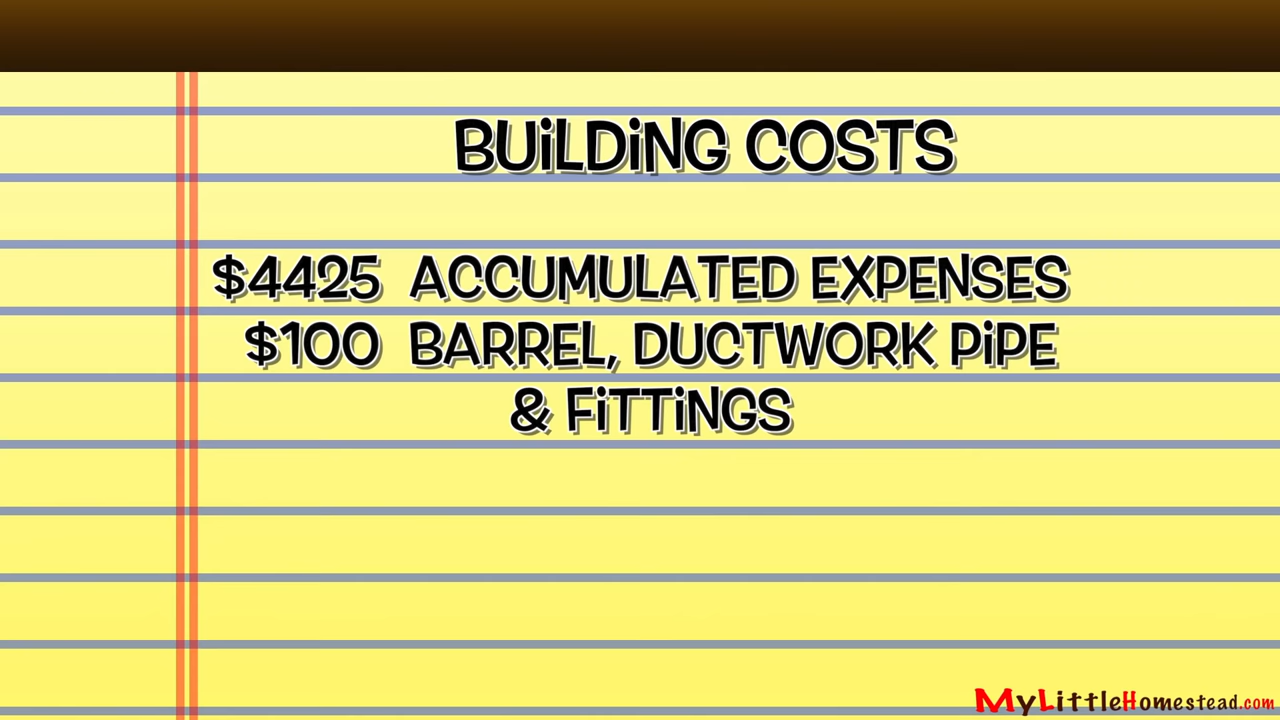 BUiLDiNG COSTS
$4425 ACCUMULATED EXPENSES
$100 BARREL, DUCTWORK PiPE
& FiTTiNGS
MyLittleHomestead.com